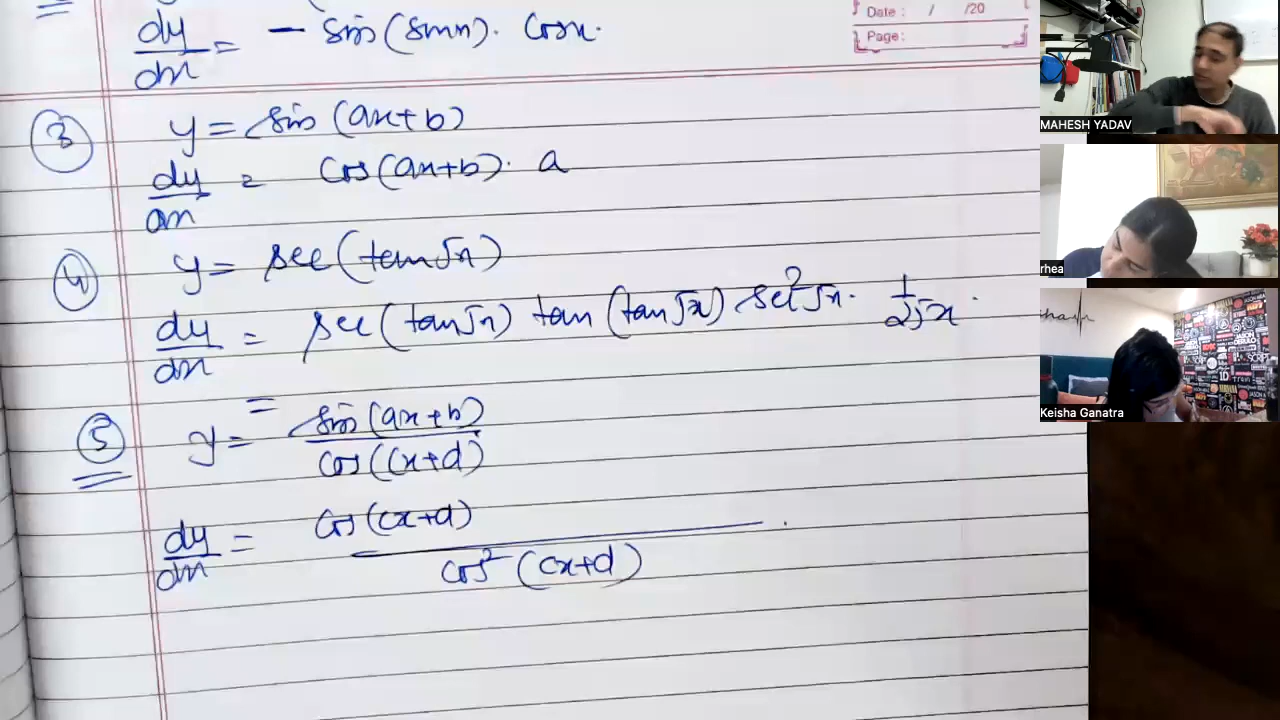 dy/dx = - sin(sinx). cosx.
Date : / /20
Page:
③ y = sin (ax+b)
dy/dx = cos(ax+b). a
④ y = sec(tan√x)
dy/dx = sec(tan√x) tan (tan√x) sec²√x. 1/2√x .
=
⑤ y = sin(ax+b)/cos(cx+d)
dy/dx = cos(cx+d) / cos² (cx+d) .
MAHESH YADAV
rhea
Keisha Ganatra